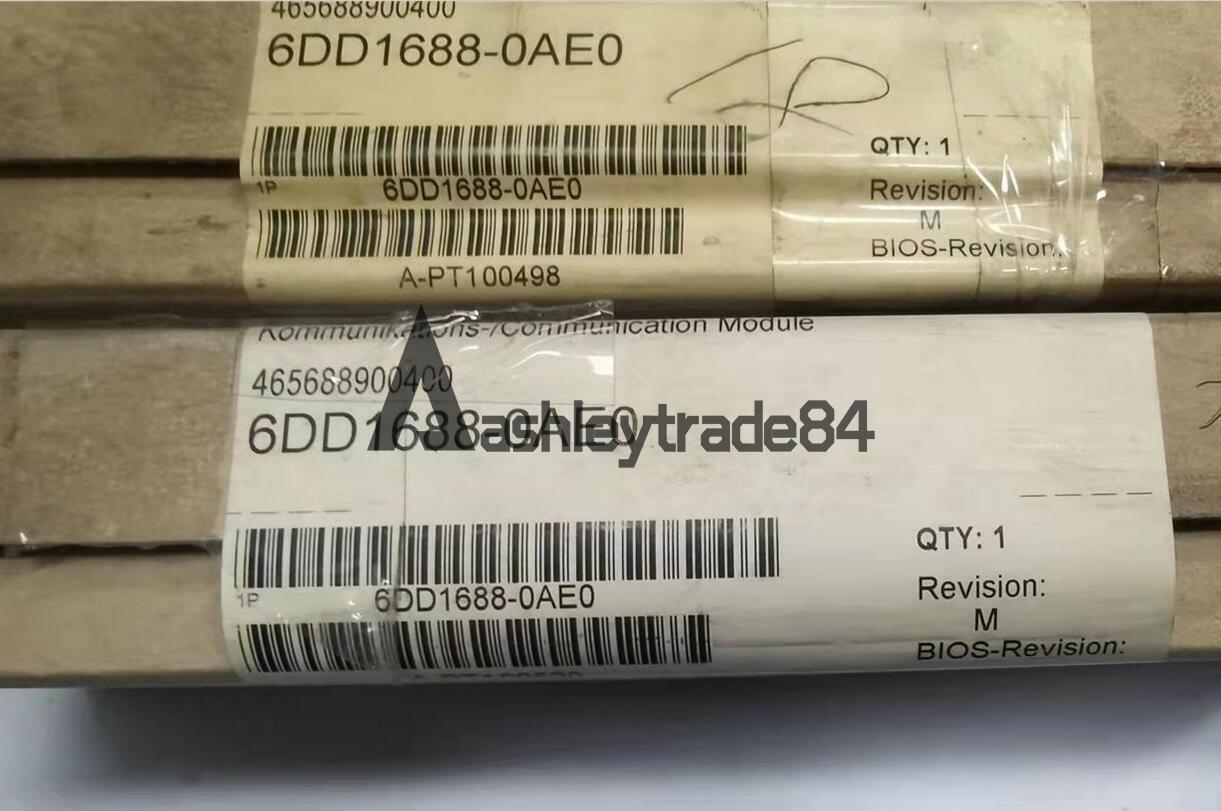 465688900400
6DD1688-0AE0
QTY: 1
1P 6DD1688-0AE0
Revision:
M
A-PT100498
BIOS-Revision:
Kommunikations-/Communication Module
465688900400
6DD1688-0AE0
ashleytrade84
QTY: 1
1P 6DD1688-0AE0
Revision:
M
BIOS-Revision: